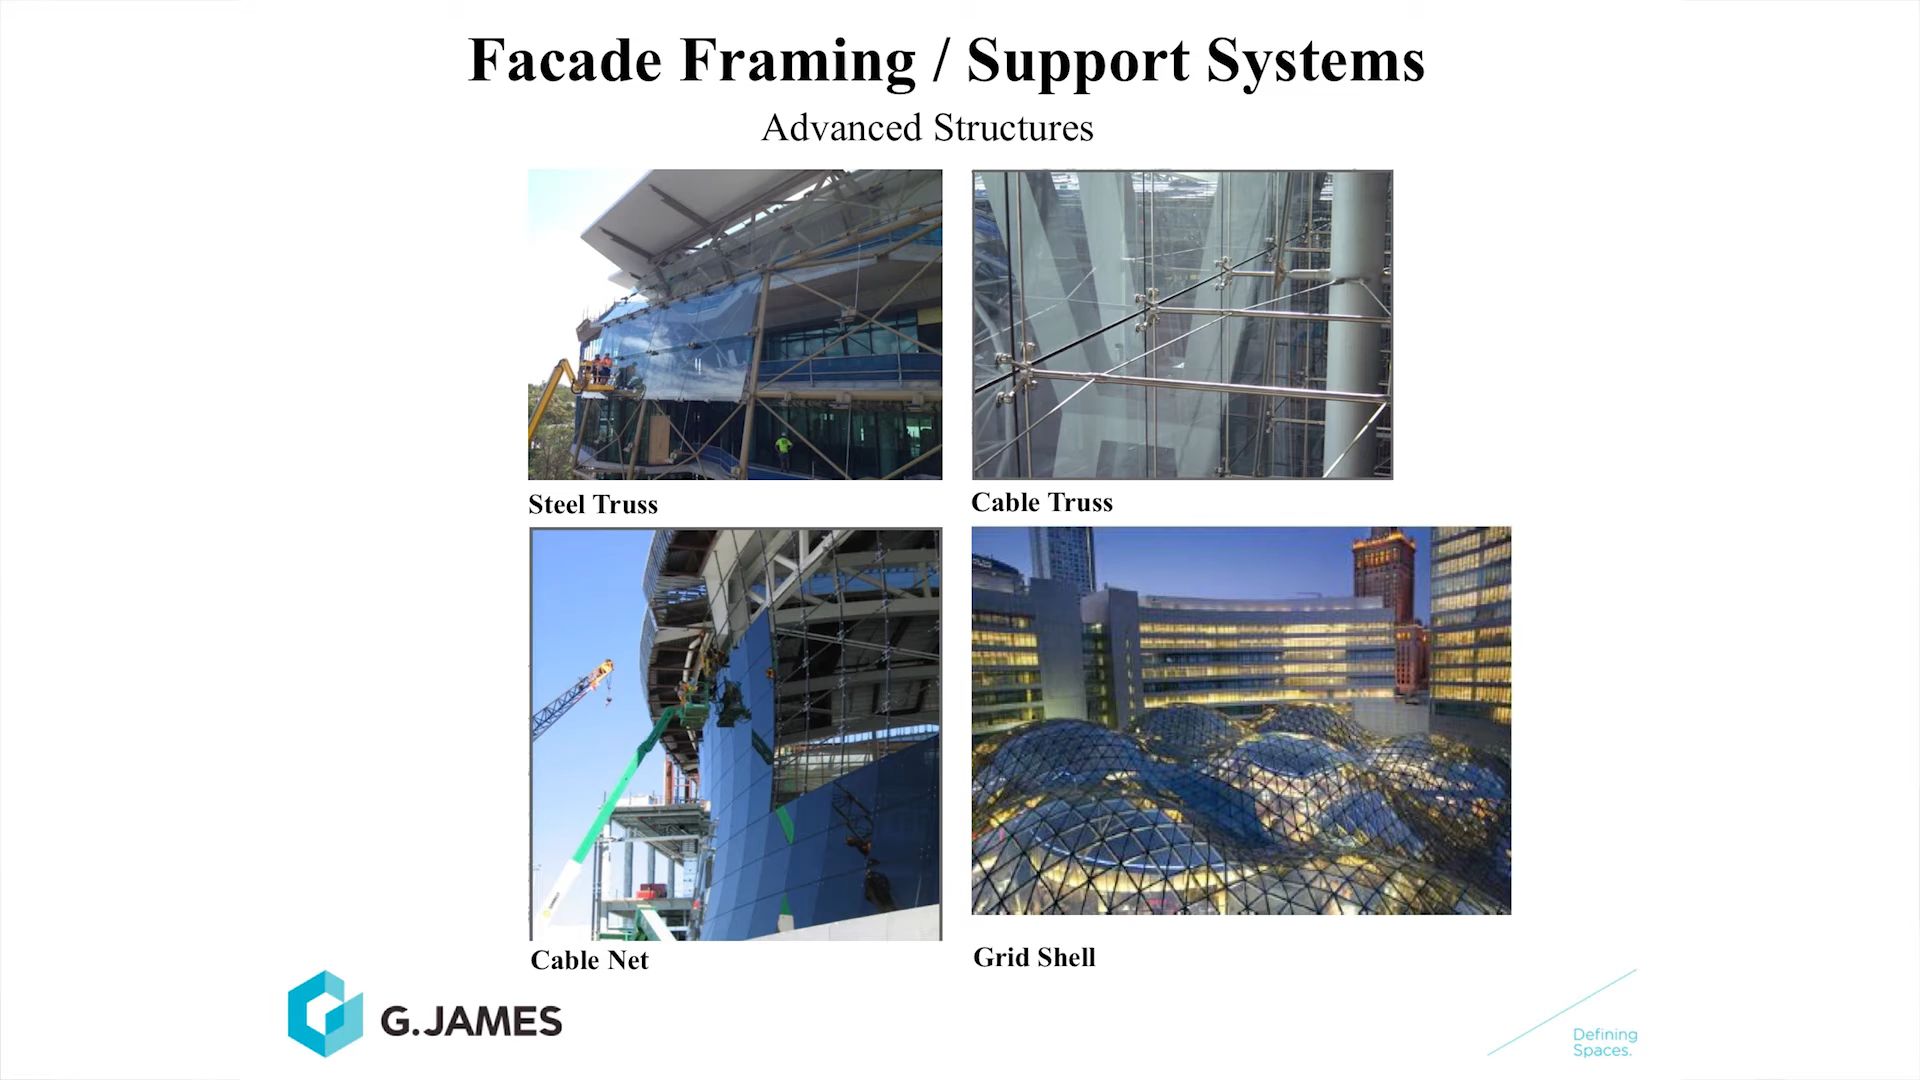 Facade Framing / Support Systems
Advanced Structures
Steel Truss
Cable Truss
Cable Net
Grid Shell
G.JAMES
Defining
Spaces.